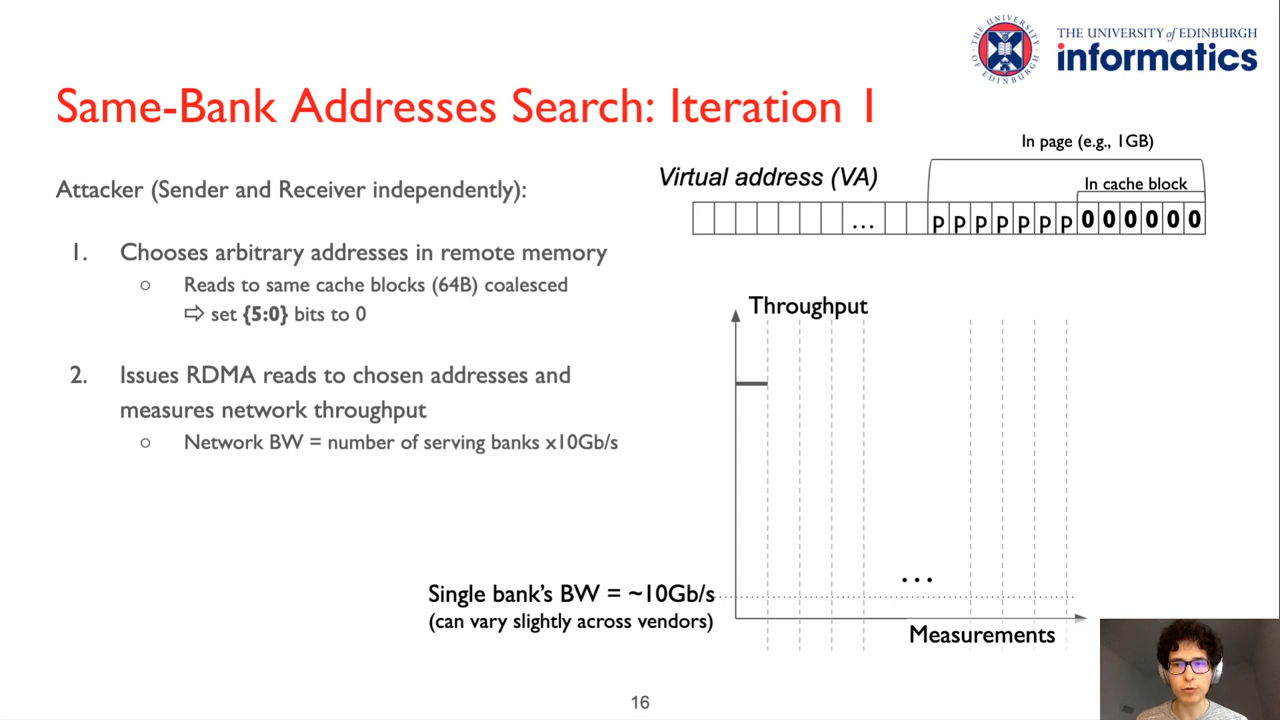 THE UNIVERSITY of EDINBURGH
informatics
Same-Bank Addresses Search: Iteration 1
Attacker (Sender and Receiver independently):
1. Chooses arbitrary addresses in remote memory
○ Reads to same cache blocks (64B) coalesced
⇨ set {5:0} bits to 0
2. Issues RDMA reads to chosen addresses and
measures network throughput
○ Network BW = number of serving banks x10Gb/s
In page (e.g., 1GB)
Virtual address (VA)
In cache block
... p p p p p p p 0 0 0 0 0 0
Throughput
...
Single bank's BW = ~10Gb/s
(can vary slightly across vendors)
Measurements
16